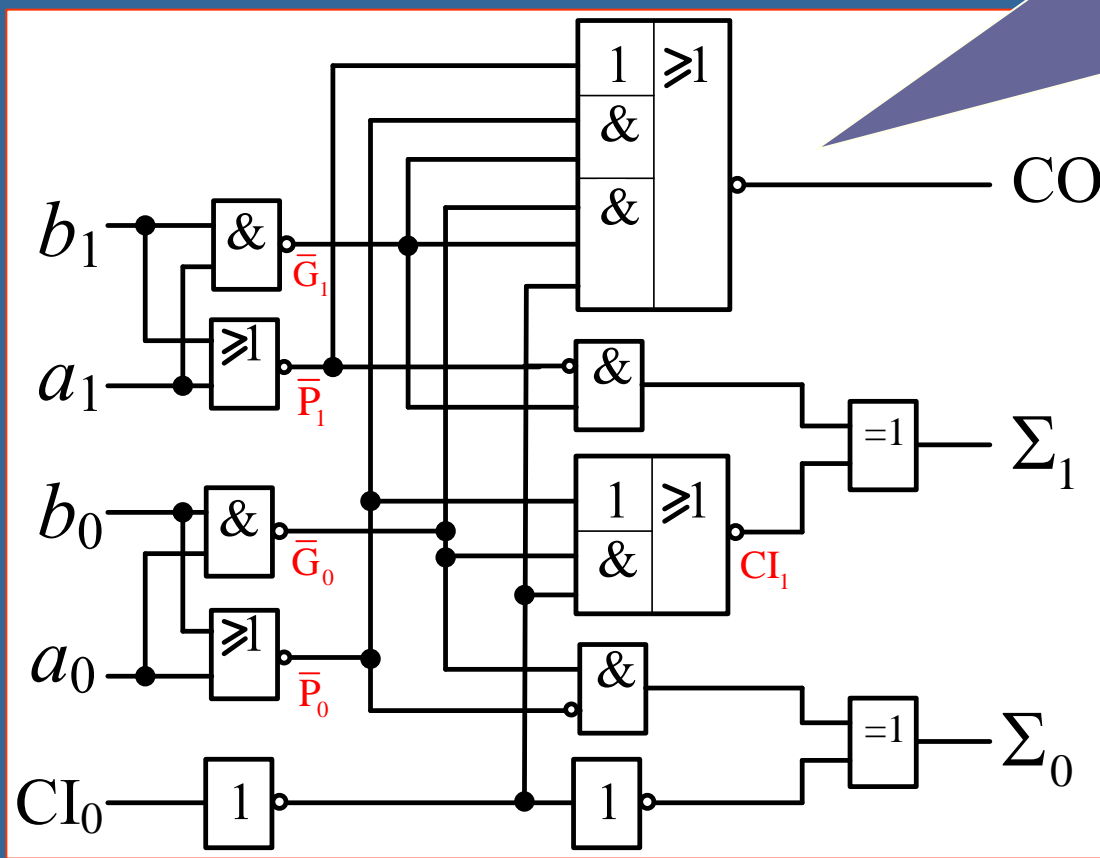 1 ≥1
&
&
CO
b₁
&
G̅₁
≥1
a₁
P̅₁
&
=1
Σ₁
b₀
&
G̅₀
1 ≥1
&
CI₁
≥1
a₀
P̅₀
&
=1
Σ₀
CI₀
1
1